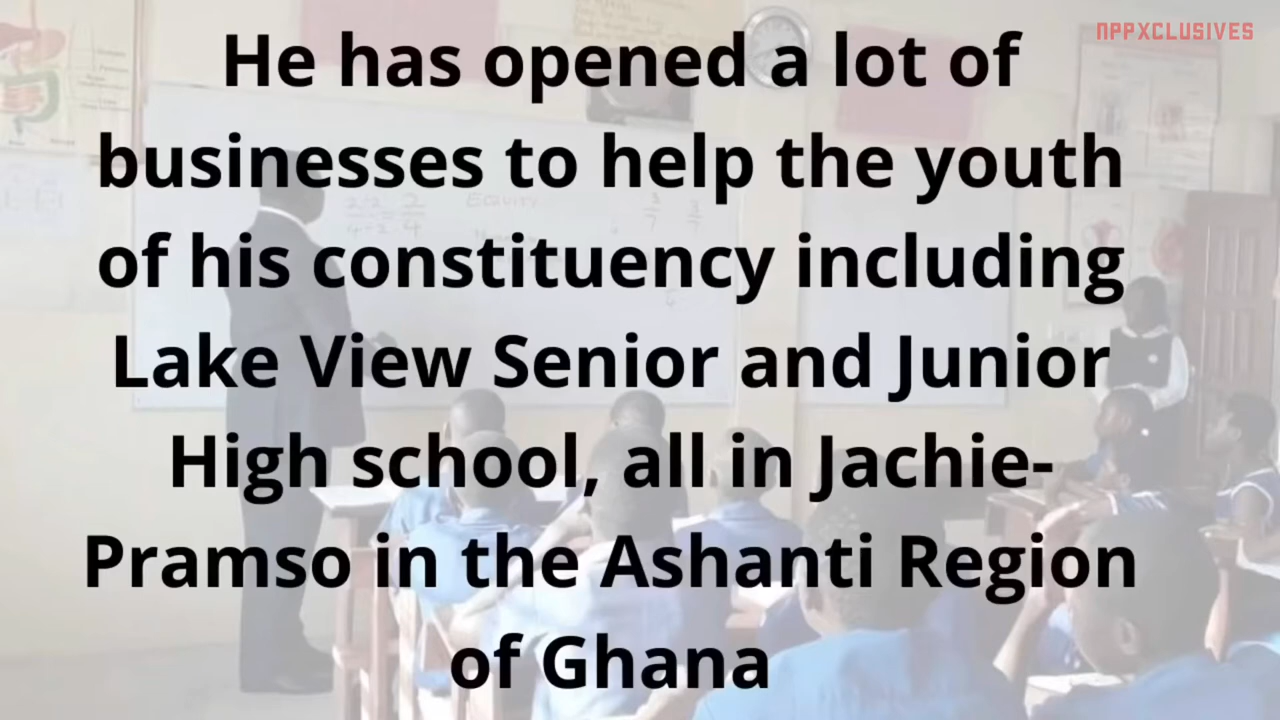 NPPXCLUSIVES
He has opened a lot of
businesses to help the youth
of his constituency including
Lake View Senior and Junior
High school, all in Jachie-
Pramso in the Ashanti Region
of Ghana